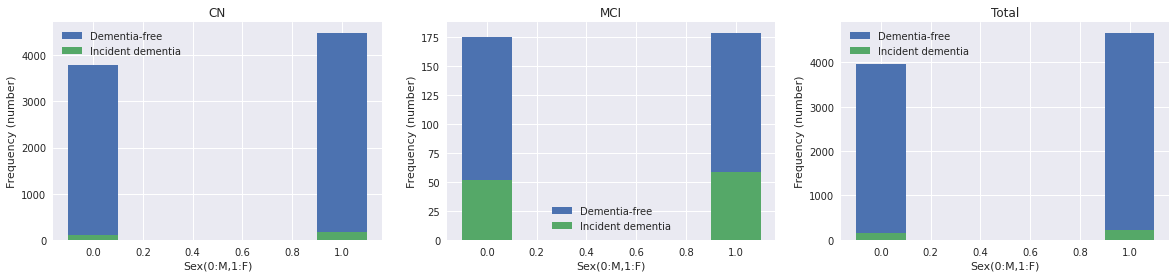 CN
Frequency (number)
4000
3000
2000
1000
0
Dementia-free
Incident dementia
0.0 0.2 0.4 0.6 0.8 1.0
Sex(0:M,1:F)
MCI
Frequency (number)
175
150
125
100
75
50
25
0
Dementia-free
Incident dementia
0.0 0.2 0.4 0.6 0.8 1.0
Sex(0:M,1:F)
Total
Frequency (number)
4000
3000
2000
1000
0
Dementia-free
Incident dementia
0.0 0.2 0.4 0.6 0.8 1.0
Sex(0:M,1:F)